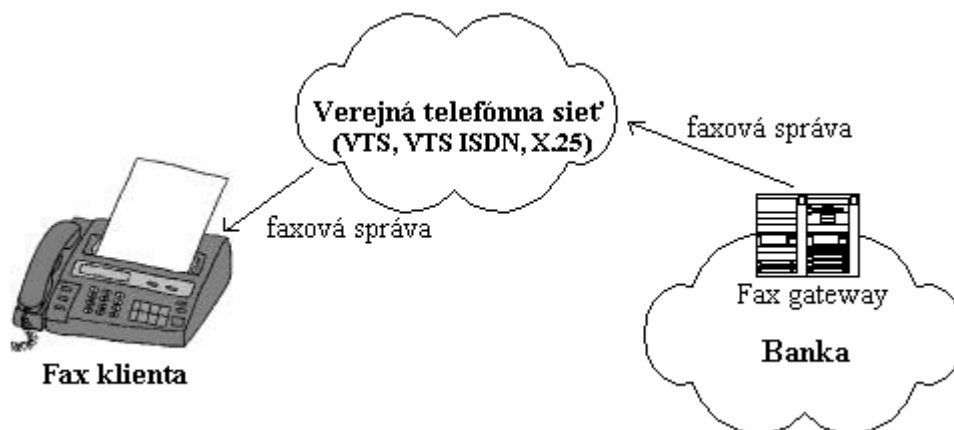 Verejná telefónna sieť
(VTS, VTS ISDN, X.25)
faxová správa
faxová správa
Fax gateway
Banka
Fax klienta